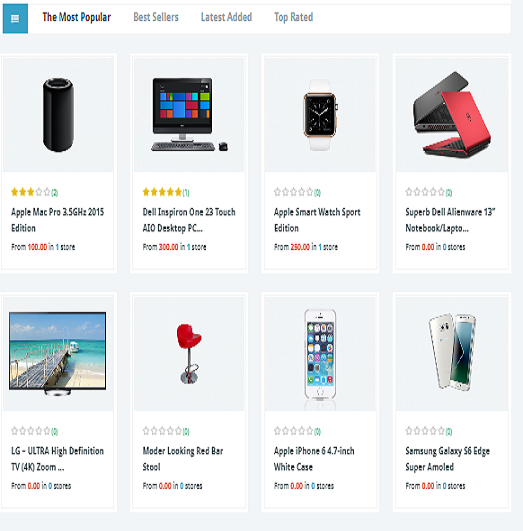 The Most Popular Best Sellers Latest Added Top Rated
(2)
Apple Mac Pro 3.5GHz 2015
Edition
From 100.00 in 1 store
(1)
Dell Inspiron One 23 Touch
AIO Desktop PC...
From 300.00 in 1 store
(0)
Apple Smart Watch Sport
Edition
From 250.00 in 1 store
(0)
Superb Dell Alienware 13”
Notebook/Lapto...
From 0.00 in 0 stores
(0)
LG – ULTRA High Definition
TV (4K) Zoom ...
From 0.00 in 0 stores
(0)
Moder Looking Red Bar
Stool
From 0.00 in 0 stores
(0)
Apple iPhone 6 4.7-inch
White Case
From 0.00 in 0 stores
(0)
Samsung Galaxy S6 Edge
Super Amoled
From 0.00 in 0 stores